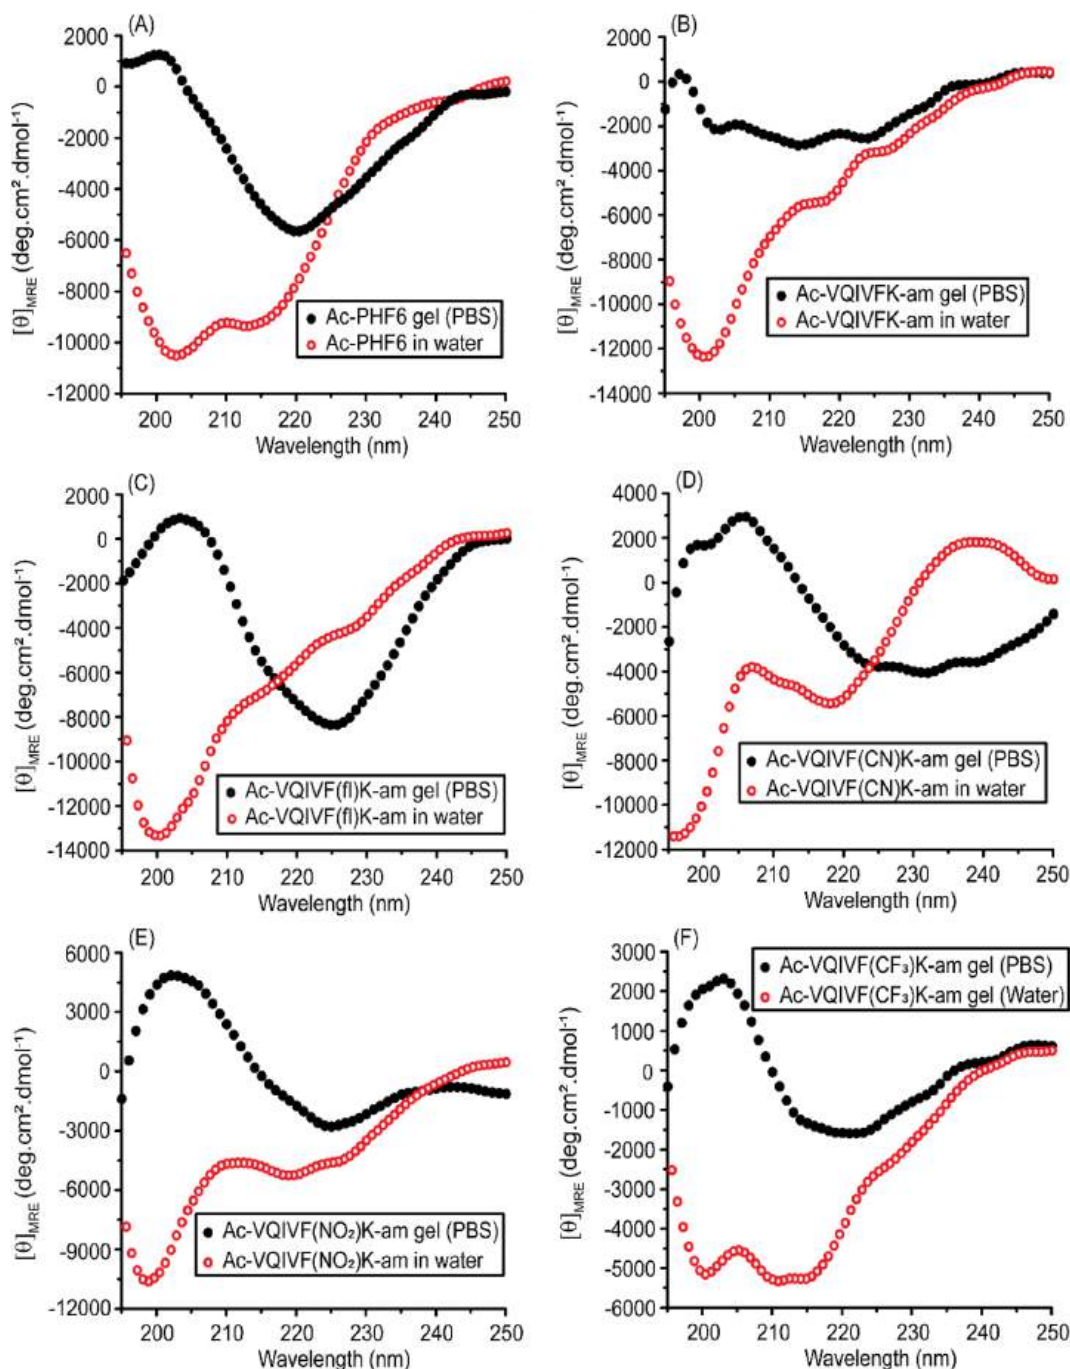 (A)
2000
0
-2000
-4000
-6000
-8000
-10000
-12000
[θ]MRE (deg.cm².dmol⁻¹)
Ac-PHF6 gel (PBS)
Ac-PHF6 in water
200 210 220 230 240 250
Wavelength (nm)
(B)
2000
0
-2000
-4000
-6000
-8000
-10000
-12000
-14000
[θ]MRE (deg.cm².dmol⁻¹)
Ac-VQIVFK-am gel (PBS)
Ac-VQIVFK-am in water
200 210 220 230 240 250
Wavelength (nm)
(C)
2000
0
-2000
-4000
-6000
-8000
-10000
-12000
-14000
[θ]MRE (deg.cm².dmol⁻¹)
Ac-VQIVF(fl)K-am gel (PBS)
Ac-VQIVF(fl)K-am in water
200 210 220 230 240 250
Wavelength (nm)
(D)
4000
2000
0
-2000
-4000
-6000
-8000
-10000
-12000
[θ]MRE (deg.cm².dmol⁻¹)
Ac-VQIVF(CN)K-am gel (PBS)
Ac-VQIVF(CN)K-am in water
200 210 220 230 240 250
Wavelength (nm)
(E)
6000
3000
0
-3000
-6000
-9000
-12000
[θ]MRE (deg.cm².dmol⁻¹)
Ac-VQIVF(NO₂)K-am gel (PBS)
Ac-VQIVF(NO₂)K-am in water
200 210 220 230 240 250
Wavelength (nm)
(F)
3000
2000
1000
0
-1000
-2000
-3000
-4000
-5000
-6000
[θ]MRE (deg.cm².dmol⁻¹)
Ac-VQIVF(CF₃)K-am gel (PBS)
Ac-VQIVF(CF₃)K-am gel (Water)
200 210 220 230 240 250
Wavelength (nm)